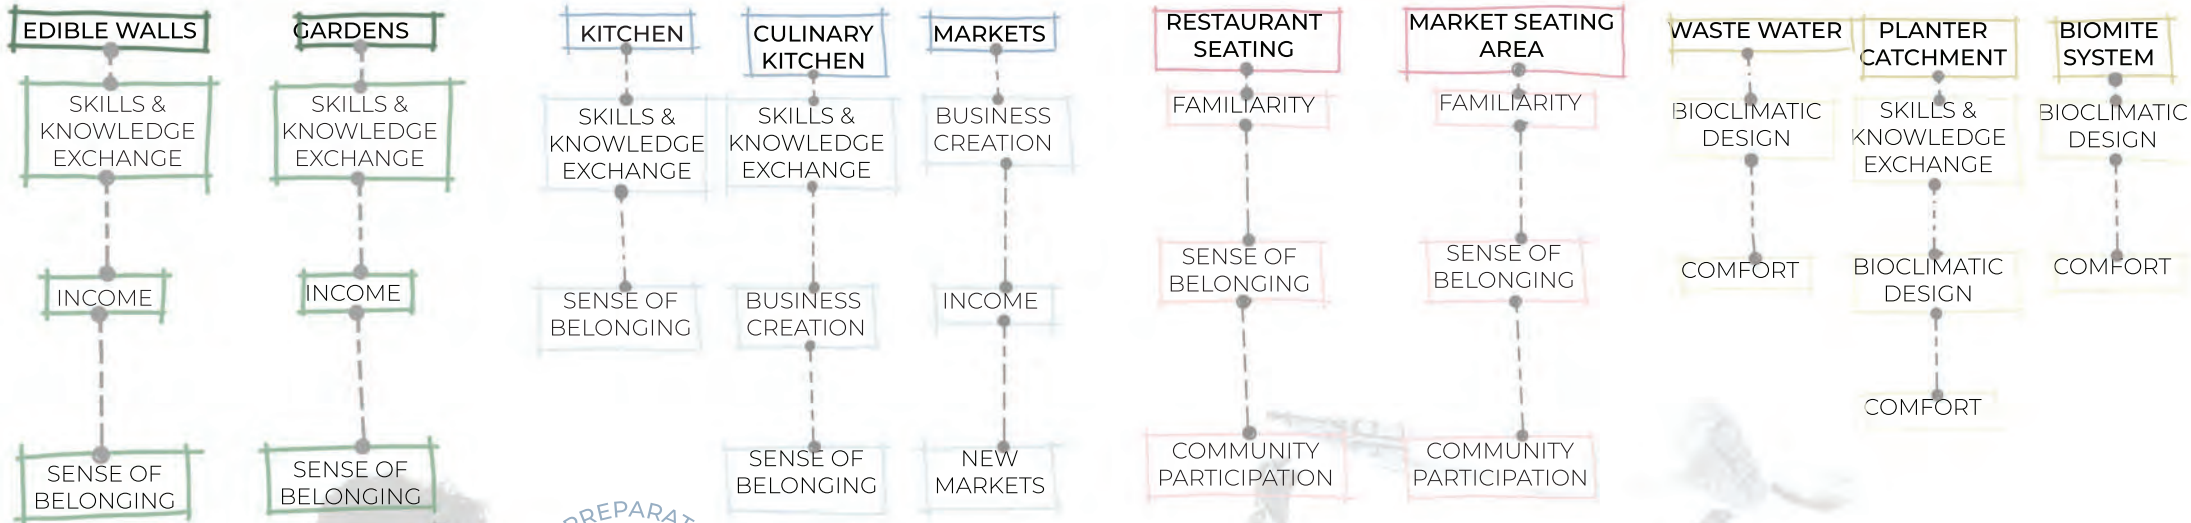 EDIBLE WALLS
SKILLS &
KNOWLEDGE
EXCHANGE
INCOME
SENSE OF
BELONGING
GARDENS
SKILLS &
KNOWLEDGE
EXCHANGE
INCOME
SENSE OF
BELONGING
KITCHEN
SKILLS &
KNOWLEDGE
EXCHANGE
SENSE OF
BELONGING
CULINARY
KITCHEN
SKILLS &
KNOWLEDGE
EXCHANGE
BUSINESS
CREATION
SENSE OF
BELONGING
MARKETS
BUSINESS
CREATION
INCOME
NEW
MARKETS
RESTAURANT
SEATING
FAMILIARITY
SENSE OF
BELONGING
COMMUNITY
PARTICIPATION
MARKET SEATING
AREA
FAMILIARITY
SENSE OF
BELONGING
COMMUNITY
PARTICIPATION
WASTE WATER
BIOCLIMATIC
DESIGN
COMFORT
PLANTER
CATCHMENT
SKILLS &
KNOWLEDGE
EXCHANGE
BIOCLIMATIC
DESIGN
COMFORT
BIOMITE
SYSTEM
BIOCLIMATIC
DESIGN
COMFORT